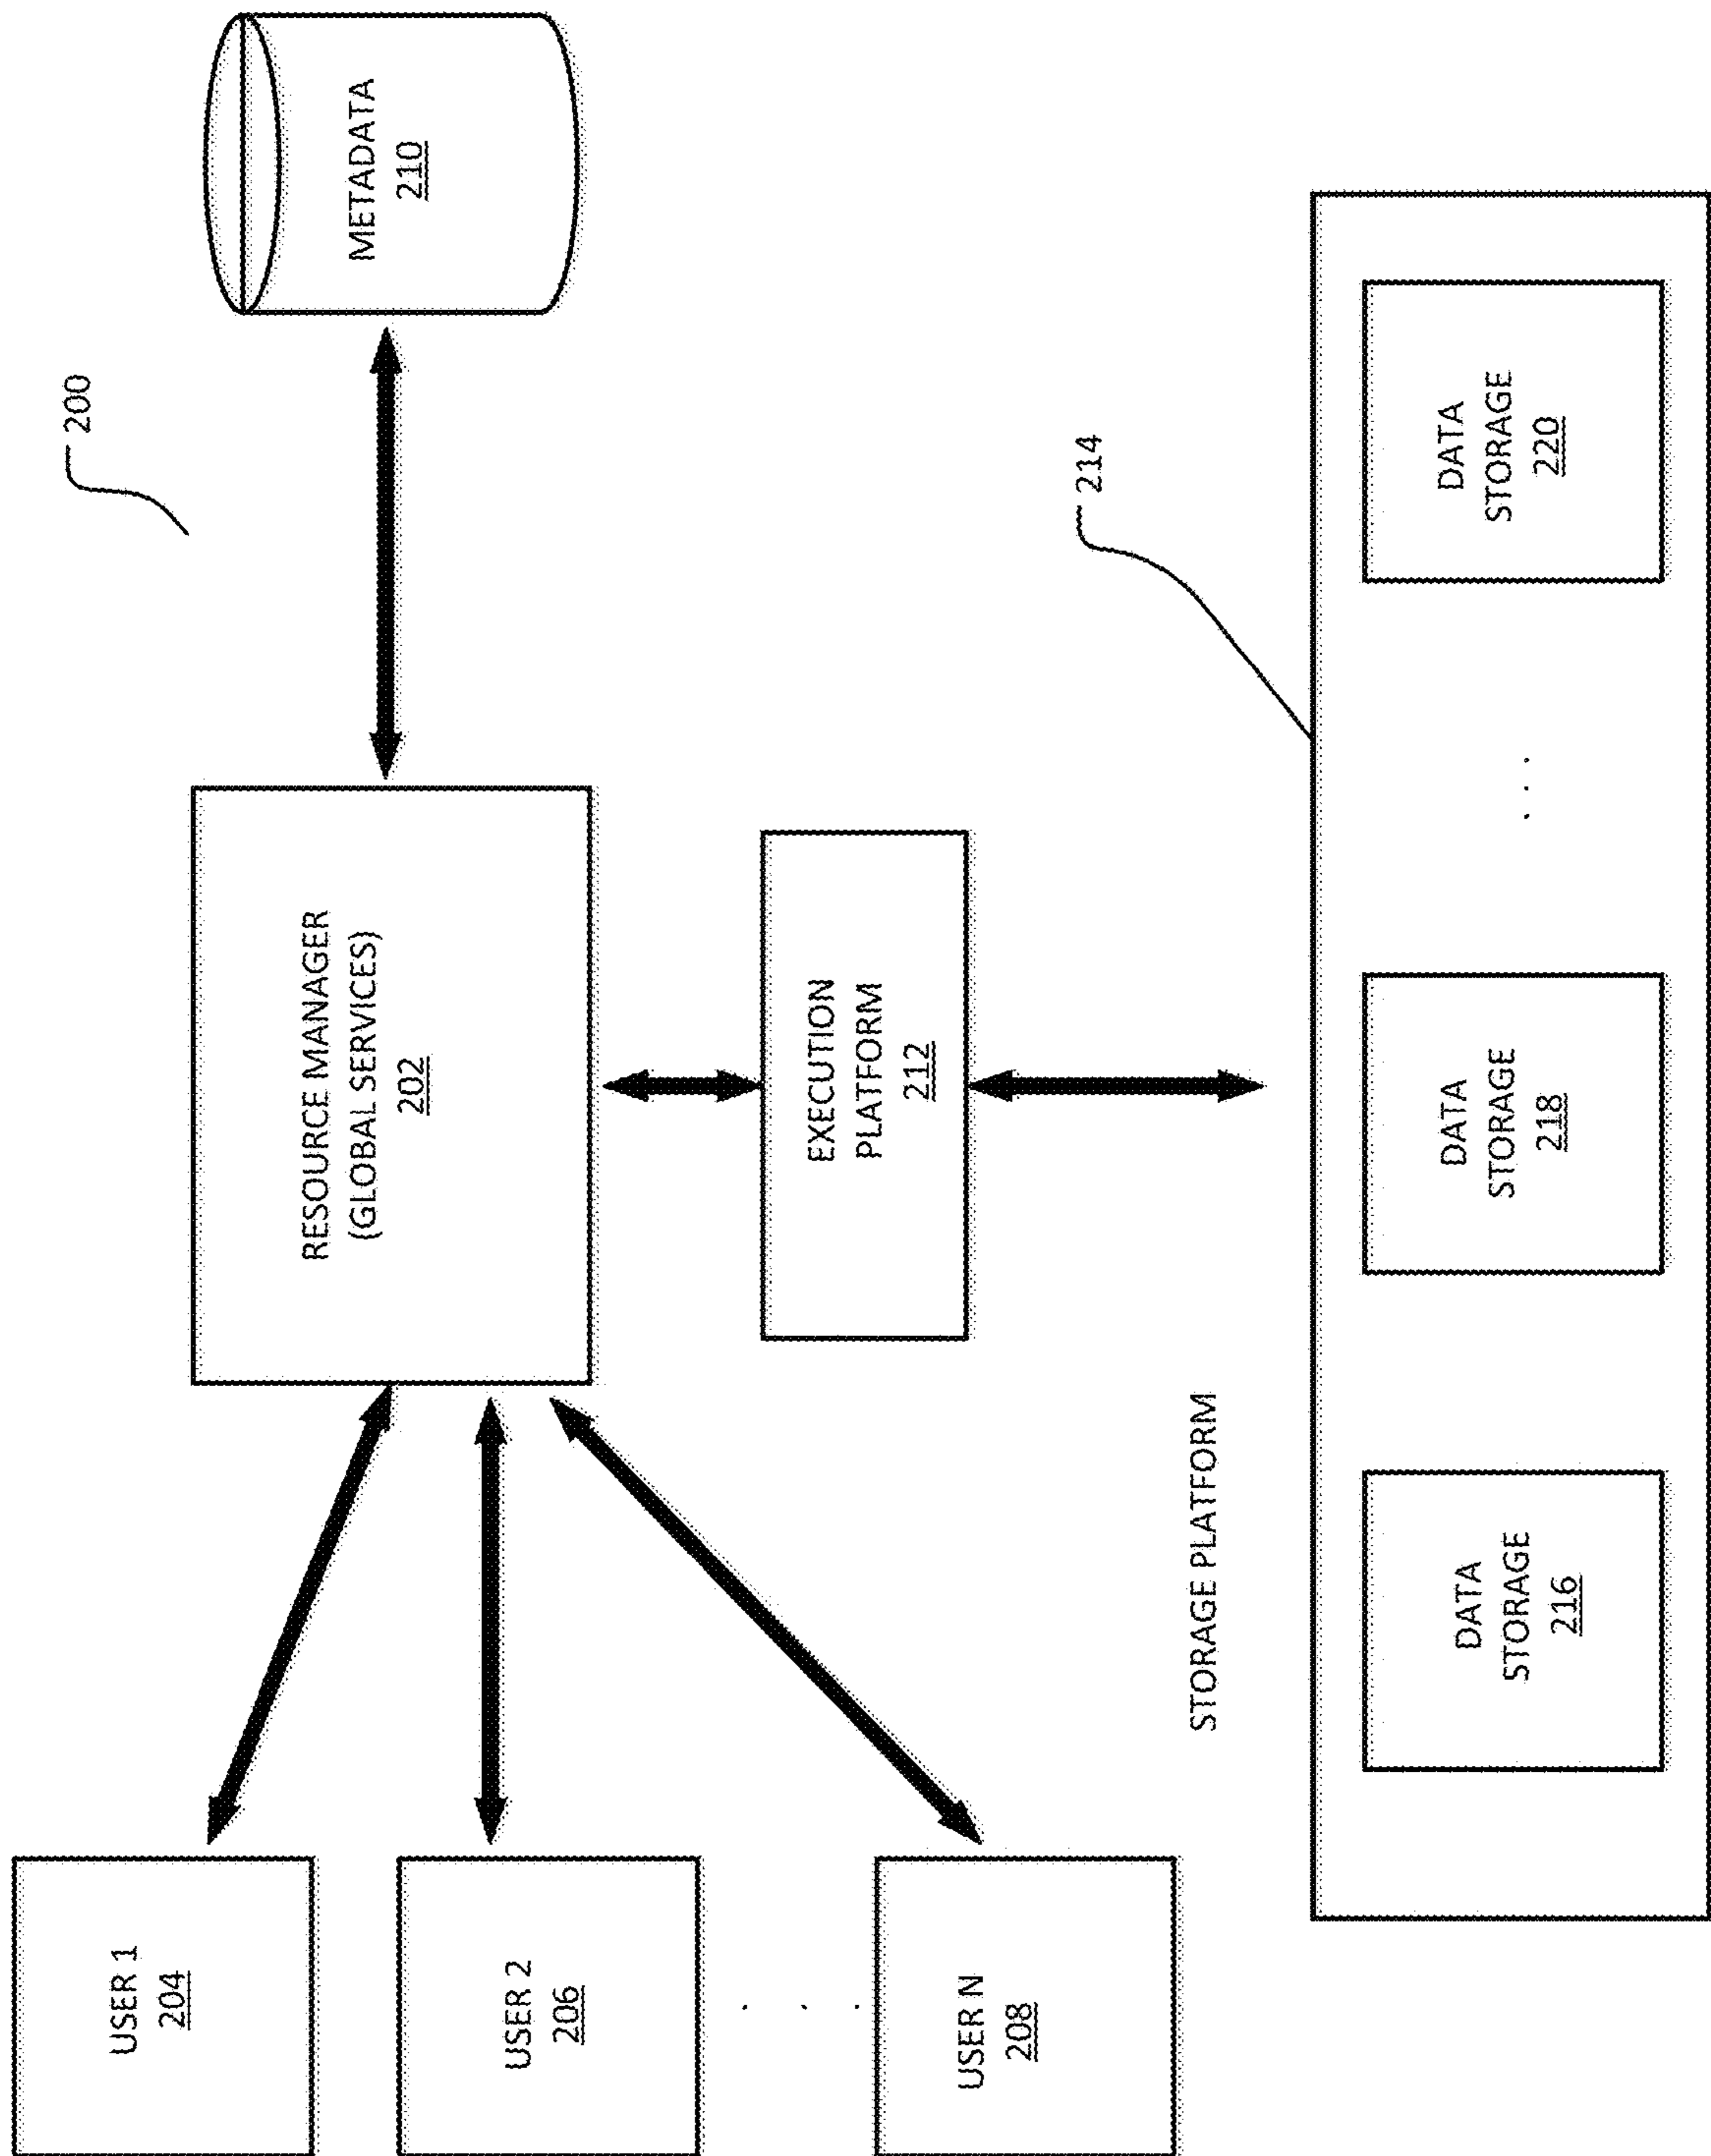 200
USER 1
204
USER 2
206
. . .
USER N
208
RESOURCE MANAGER
(GLOBAL SERVICES)
202
METADATA
210
EXECUTION
PLATFORM
212
STORAGE PLATFORM
214
DATA
STORAGE
216
DATA
STORAGE
218
. . .
DATA
STORAGE
220